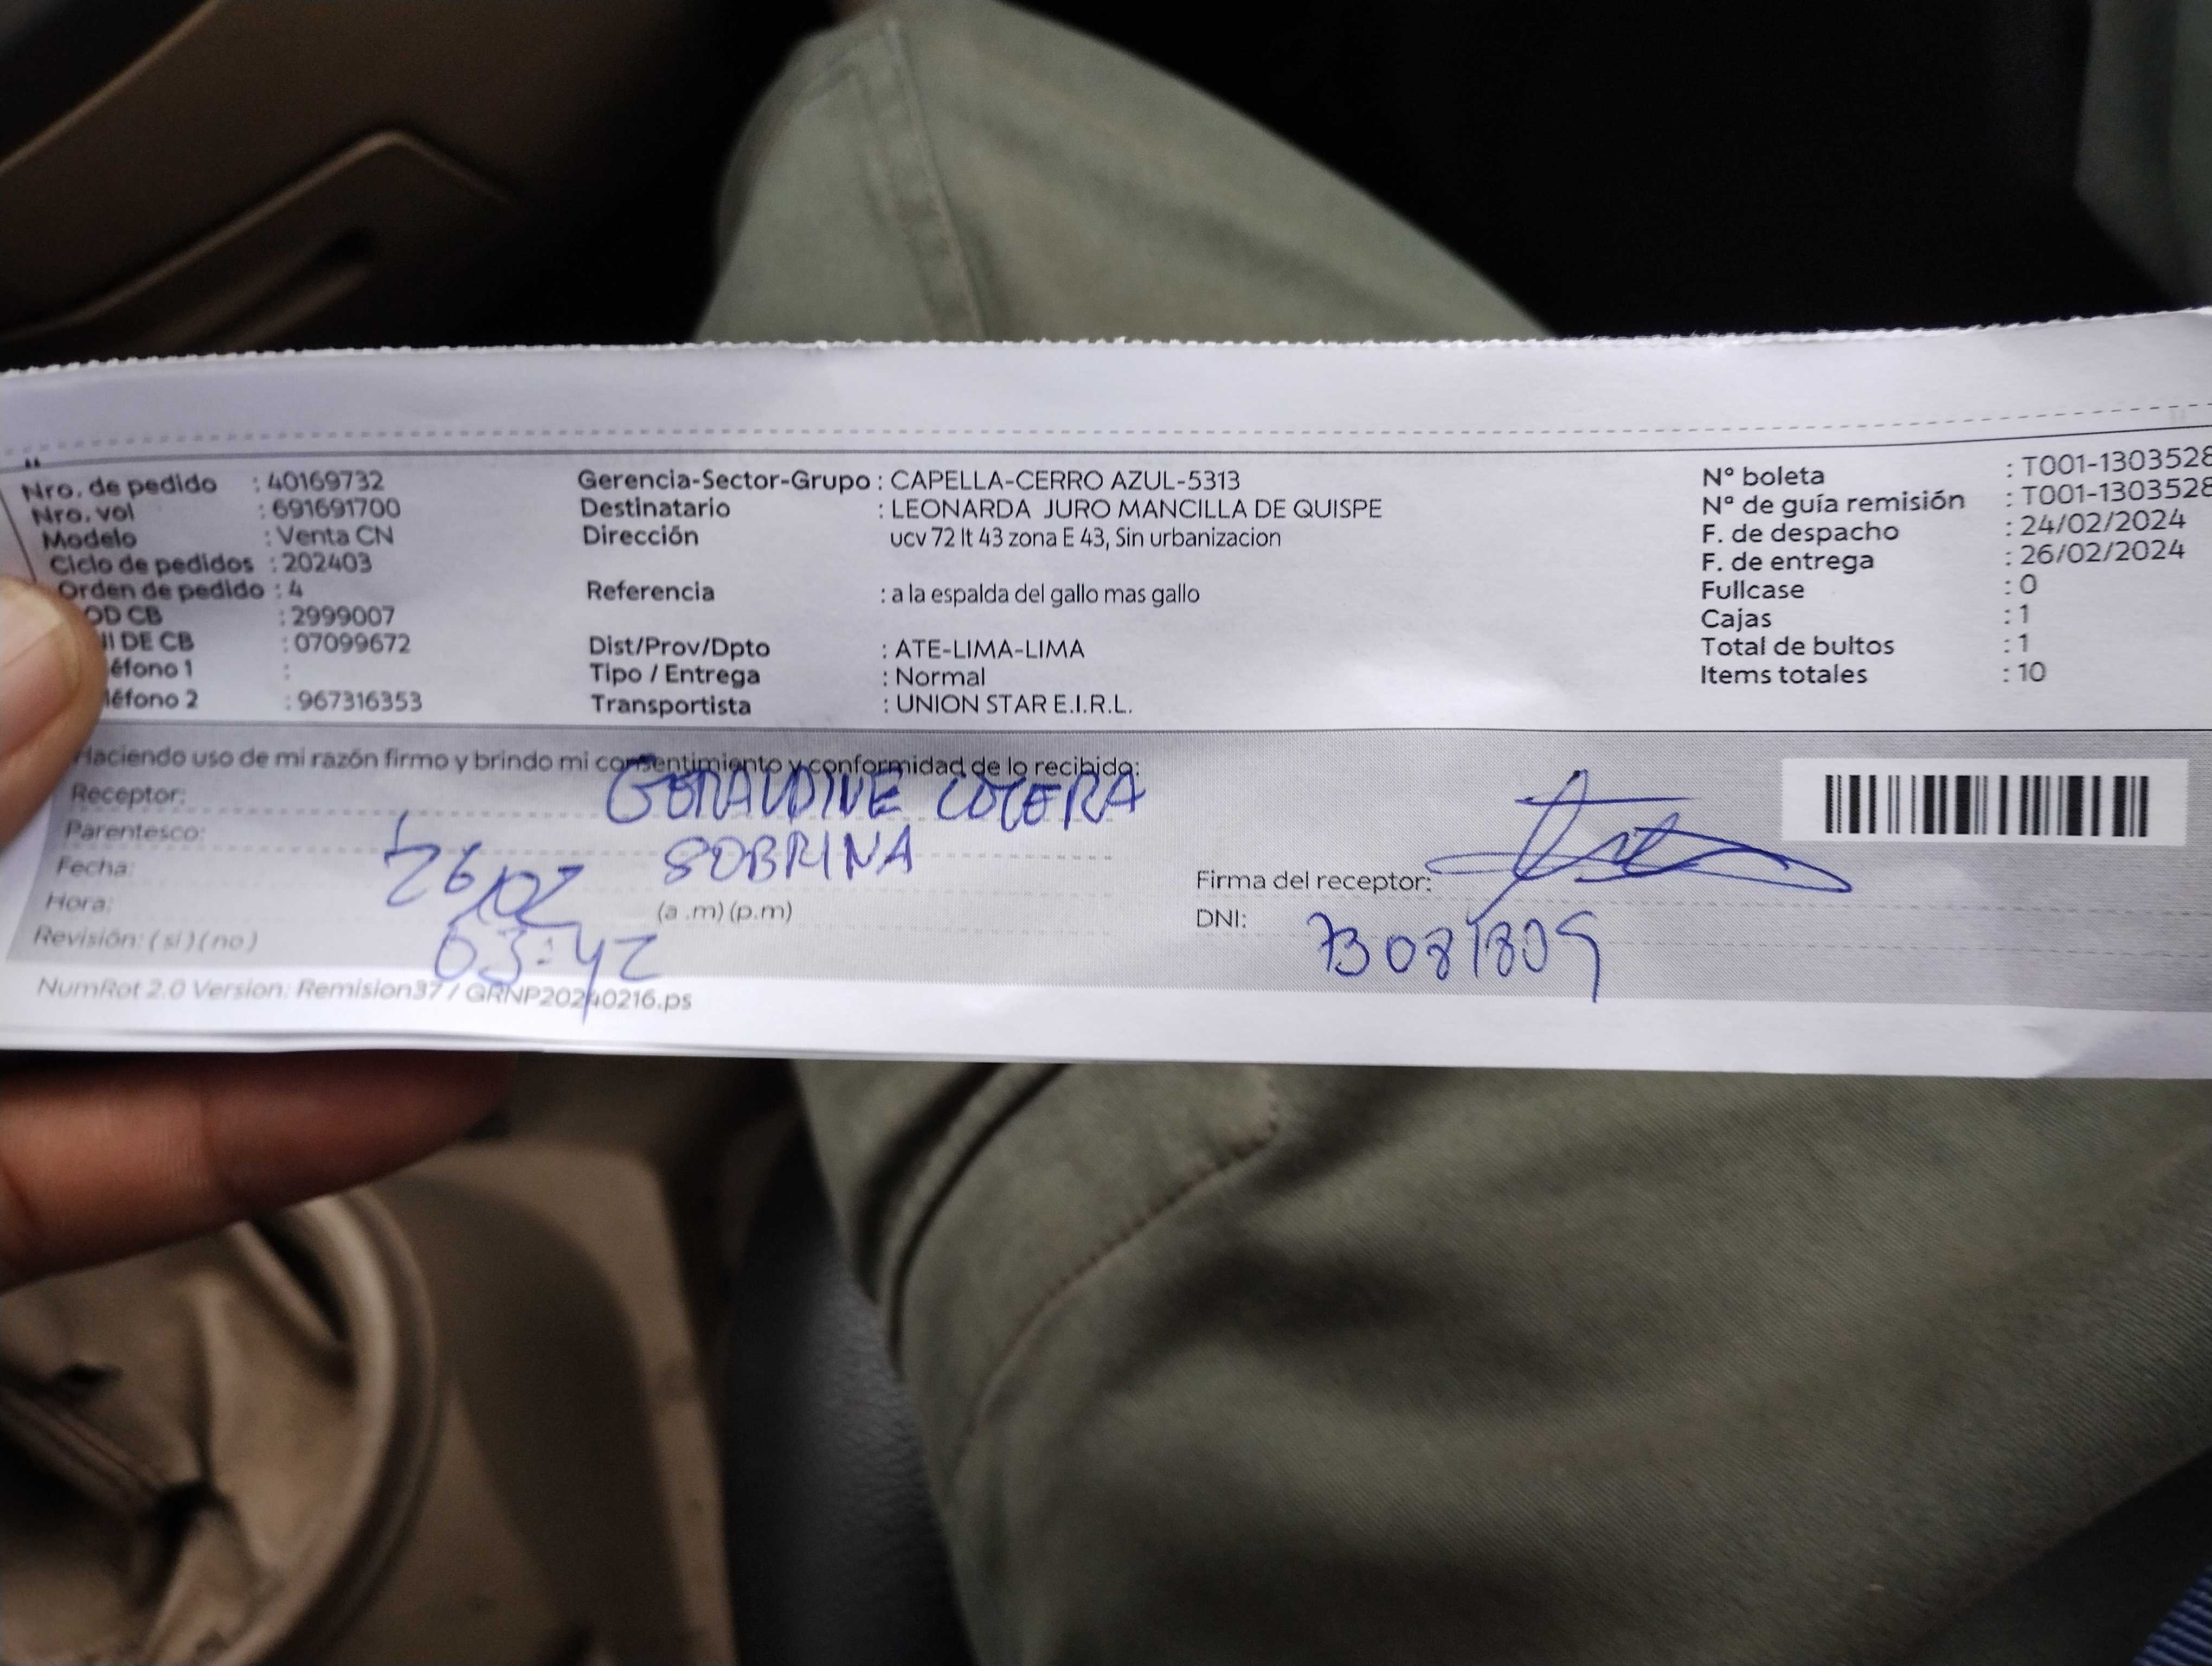 Nro. de pedido : 40169732
Nro. vol : 691691700
Modelo : Venta CN
Ciclo de pedidos : 202403
Orden de pedido : 4
OD CB : 2999007
NI DE CB : 07099672
éfono 1 :
léfono 2 : 967316353
Gerencia-Sector-Grupo : CAPELLA-CERRO AZUL-5313
Destinatario : LEONARDA JURO MANCILLA DE QUISPE
Dirección ucv 72 lt 43 zona E 43, Sin urbanizacion
Referencia : a la espalda del gallo mas gallo
Dist/Prov/Dpto : ATE-LIMA-LIMA
Tipo / Entrega : Normal
Transportista : UNION STAR E.I.R.L.
N° boleta : T001-1303528
Nº de guía remisión : T001-1303528
F. de despacho : 24/02/2024
F. de entrega : 26/02/2024
Fullcase : 0
Cajas : 1
Total de bultos : 1
Items totales : 10
Haciendo uso de mi razón firmo y brindo mi consentimiento y conformidad de lo recibido:
Receptor: GERALDINE
Parentesco: SOBRINA
Fecha: 26/02
Hora: 03:42 (a .m) (p.m)
Revisión: ( si ) ( no )
Firma del receptor:
DNI: 73081809
NumRot 2.0 Version: Remision37 / GRNP20240216.ps